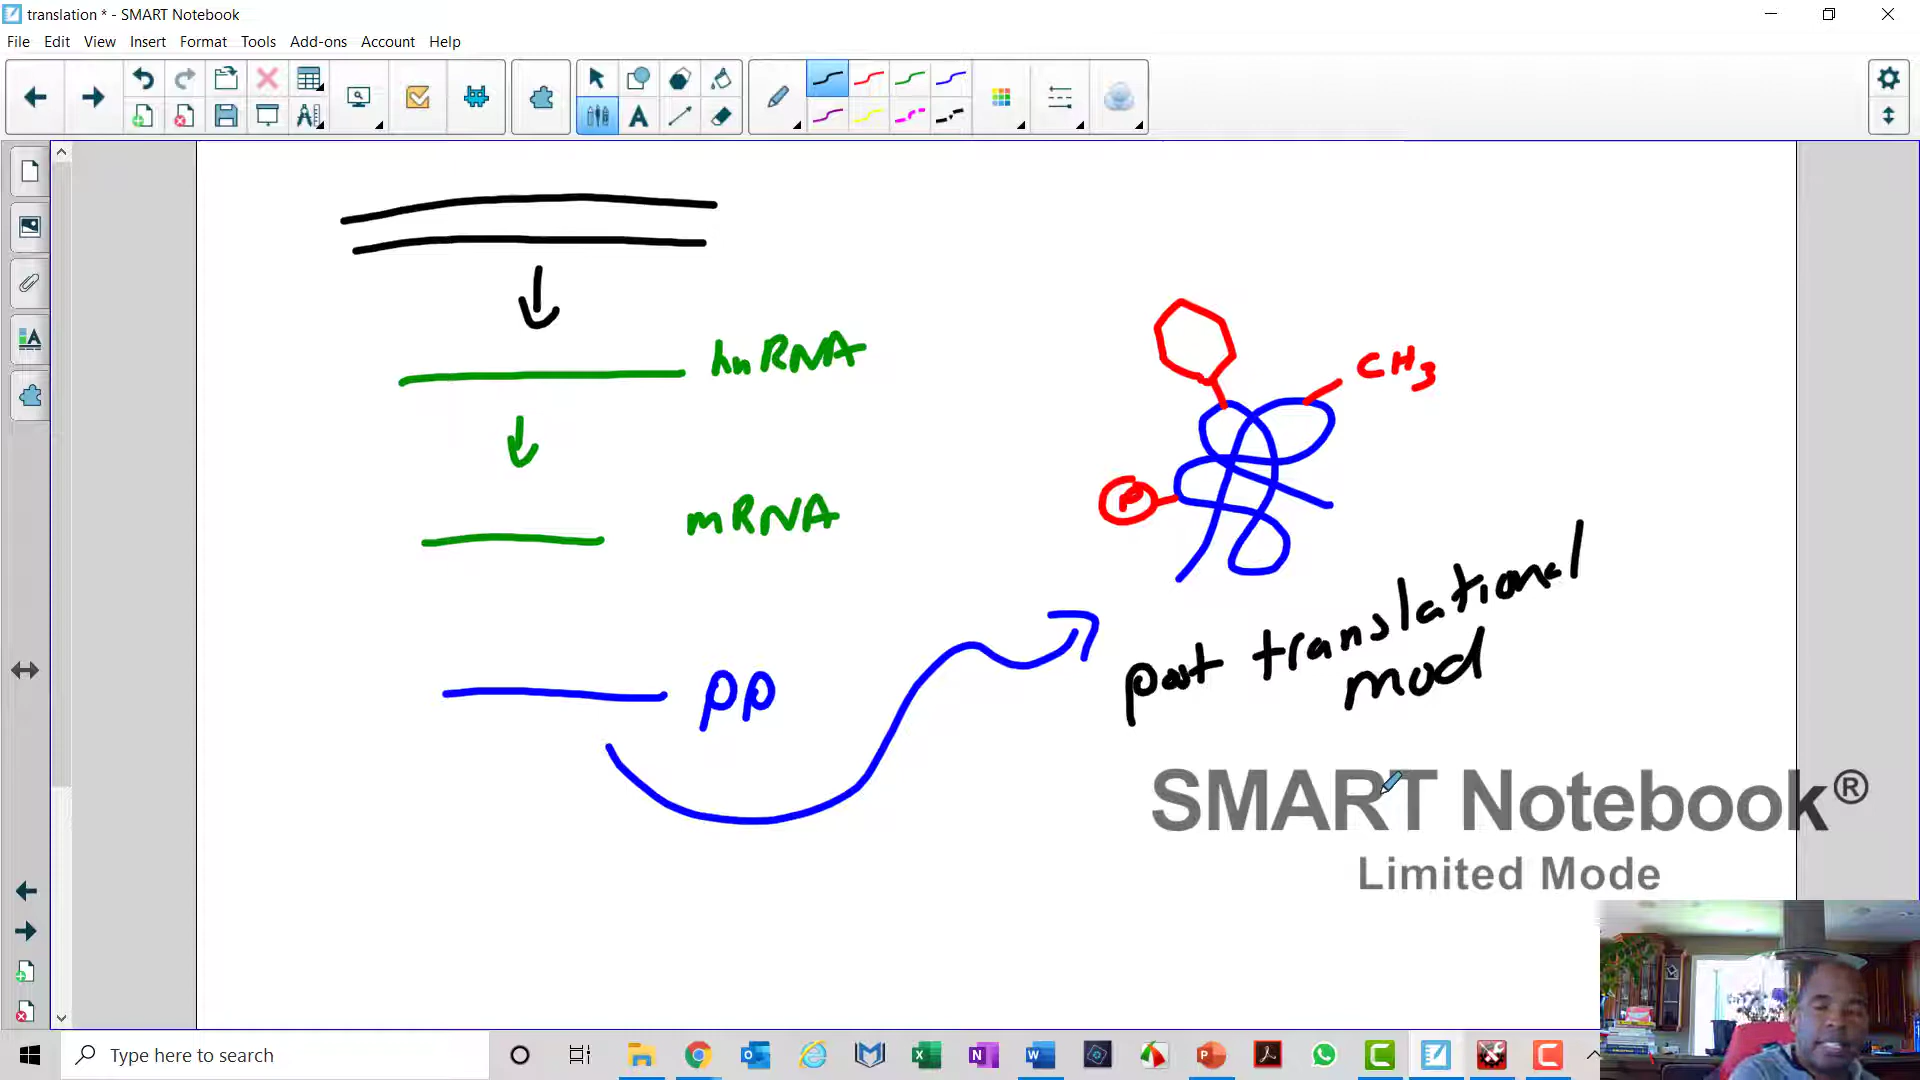 translation * - SMART Notebook
File Edit View Insert Format Tools Add-ons Account Help
hnRNA
mRNA
pp
CH3
P
post translational
mod
SMART Notebook®
Limited Mode
Type here to search